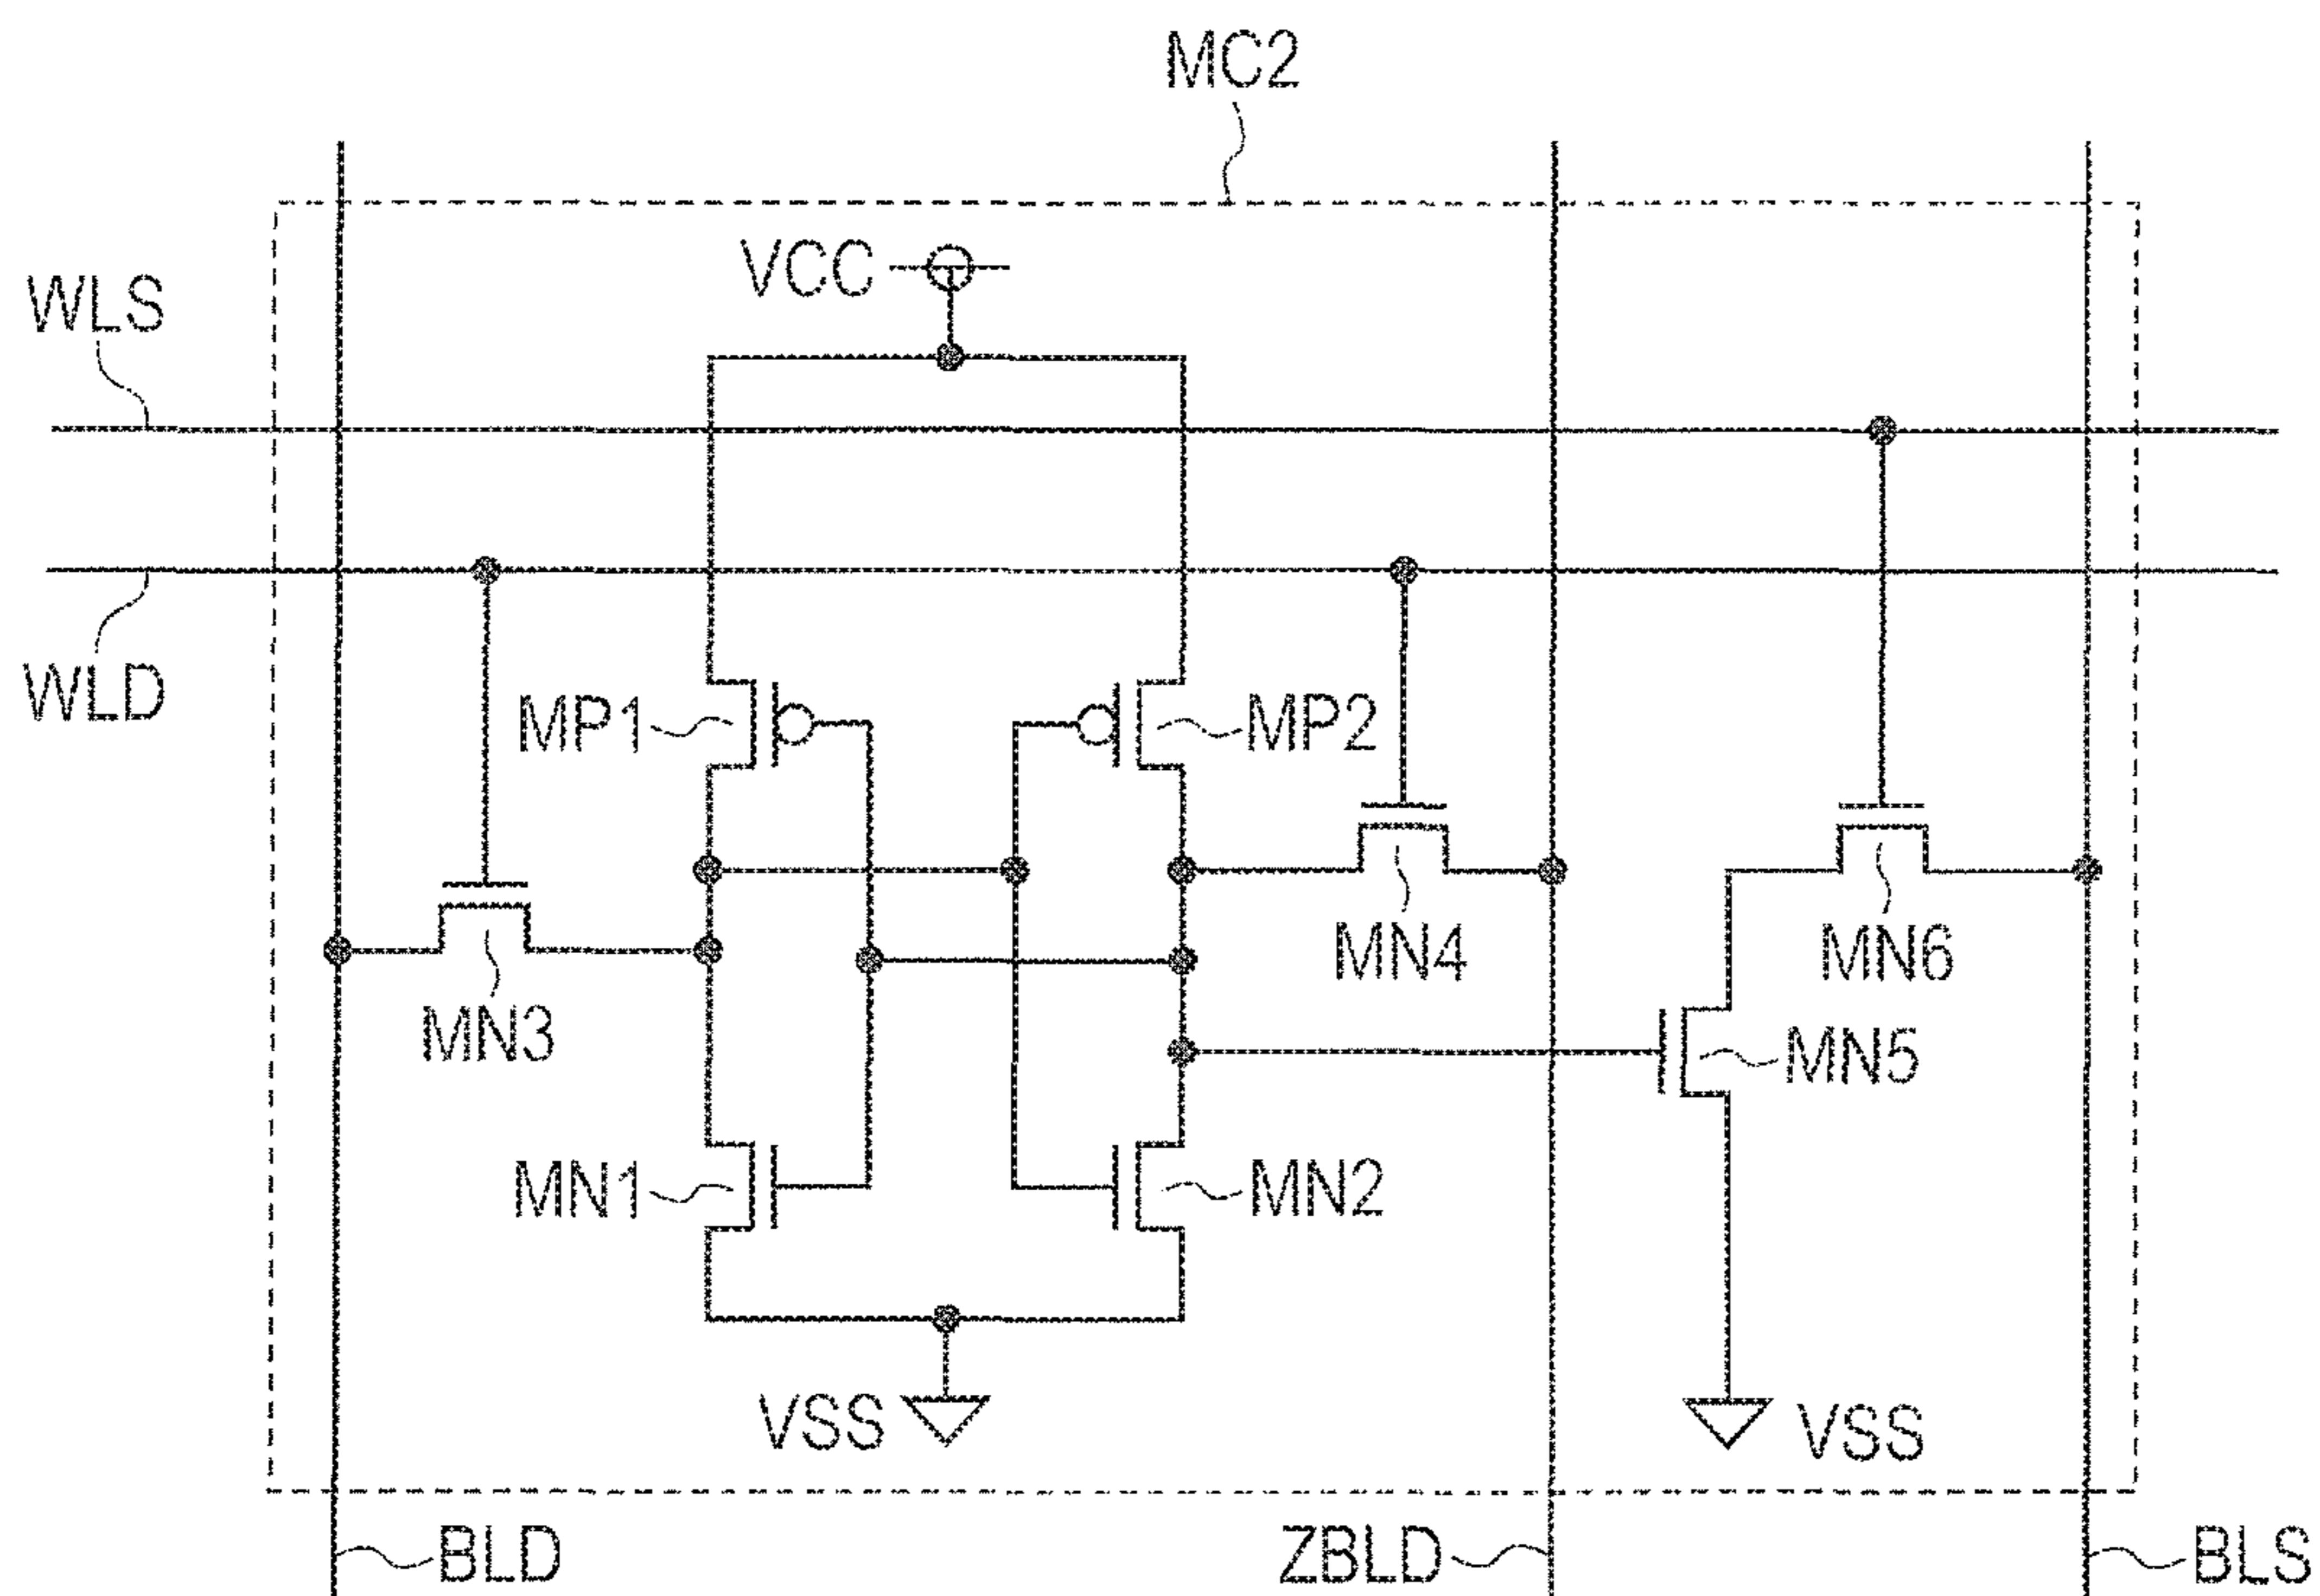 MC2
VCC
WLS
WLD
MP1
MP2
MN4
MN6
MN3
MN5
MN1
MN2
VSS
VSS
BLD
ZBLD
BLS